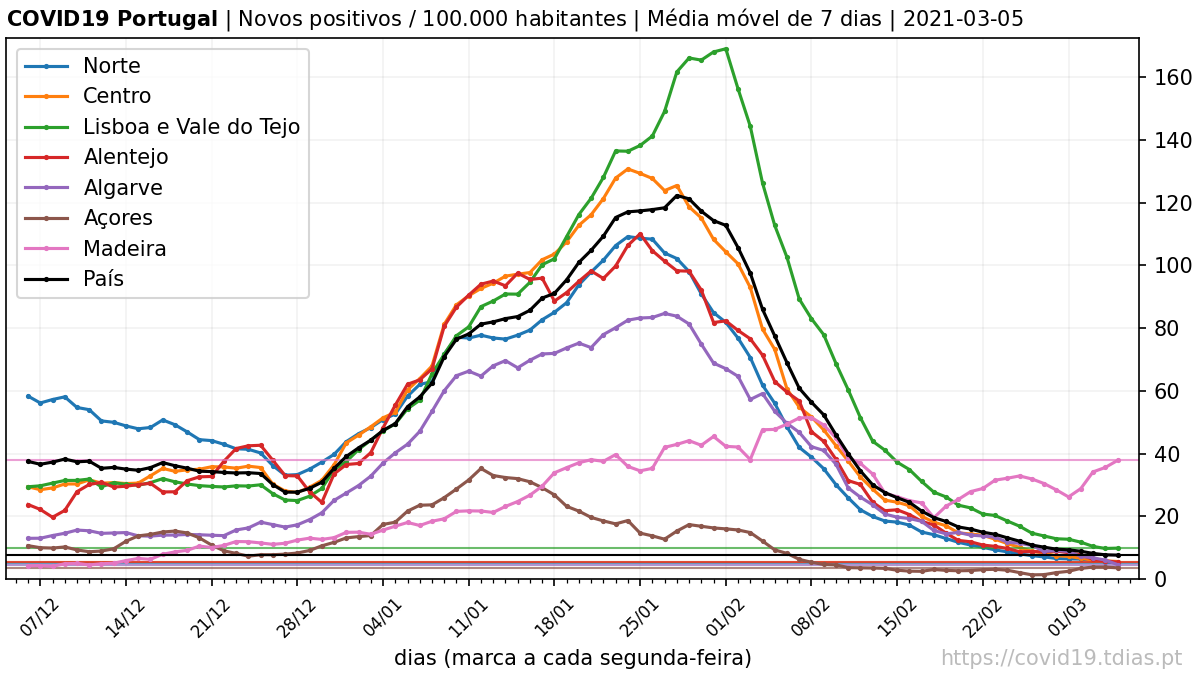 COVID19 Portugal | Novos positivos / 100.000 habitantes | Média móvel de 7 dias | 2021-03-05
Norte
Centro
Lisboa e Vale do Tejo
Alentejo
Algarve
Açores
Madeira
País
160
140
120
100
80
60
40
20
0
07/12 14/12 21/12 28/12 04/01 11/01 18/01 25/01 01/02 08/02 15/02 22/02 01/03
dias (marca a cada segunda-feira)
https://covid19.tdias.pt